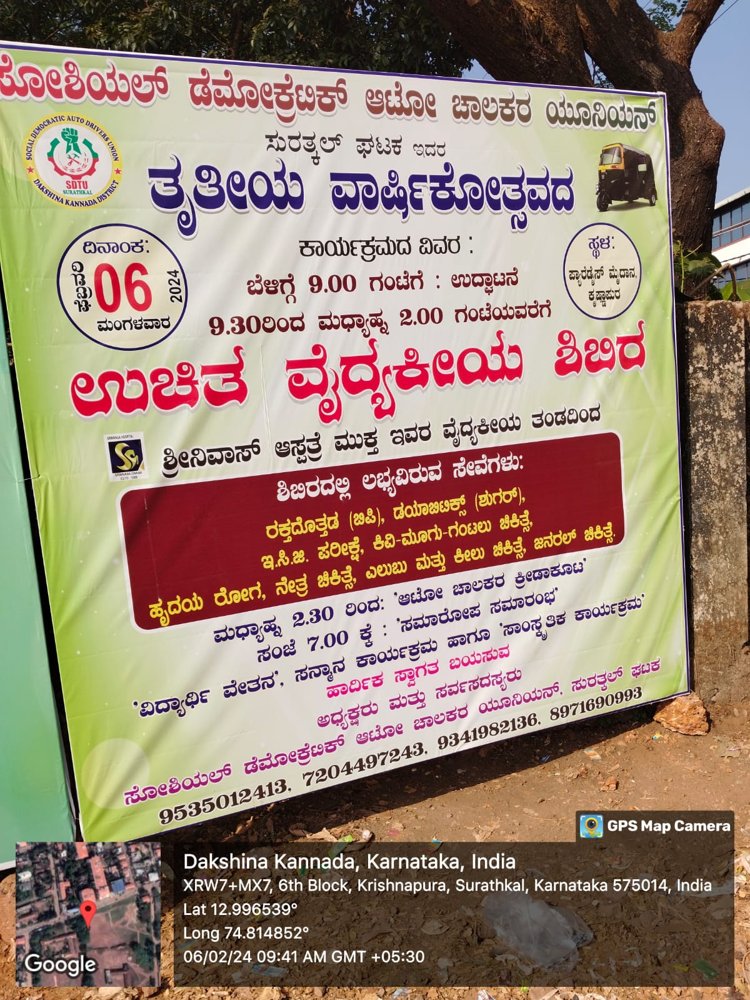 ಸೋಶಿಯಲ್ ಡೆಮೋಕ್ರೆಟಿಕ್ ಆಟೋ ಚಾಲಕರ ಯೂನಿಯನ್
SOCIAL DEMOCRATIC AUTO DRIVERS UNION
SDTU
SURATHKAL
DAKSHINA KANNADA DISTRICT
ಸುರತ್ಕಲ್ ಘಟಕ ಇದರ
ತೃತೀಯ ವಾರ್ಷಿಕೋತ್ಸವದ
ದಿನಾಂಕ:
ಫೆಬ್ರುವರಿ 06 2024
ಮಂಗಳವಾರ
ಕಾರ್ಯಕ್ರಮದ ವಿವರ :
ಬೆಳಿಗ್ಗೆ 9.00 ಗಂಟೆಗೆ : ಉದ್ಘಾಟನೆ
9.30ರಿಂದ ಮಧ್ಯಾಹ್ನ 2.00 ಗಂಟೆಯವರೆಗೆ
ಸ್ಥಳ:
ಪ್ಯಾರೆಡೈಸ್ ಮೈದಾನ,
ಕೃಷ್ಣಾಪುರ
ಉಚಿತ ವೈದ್ಯಕೀಯ ಶಿಬಿರ
SRINIVASA HOSPITAL
ಶ್ರೀನಿವಾಸ್ ಆಸ್ಪತ್ರೆ ಮುಕ್ತ ಇವರ ವೈದ್ಯಕೀಯ ತಂಡದಿಂದ
ಶಿಬಿರದಲ್ಲಿ ಲಭ್ಯವಿರುವ ಸೇವೆಗಳು:
ರಕ್ತದೊತ್ತಡ (ಬಿಪಿ), ಡಯಾಬಿಟಿಕ್ಸ್ (ಶುಗರ್),
ಇ.ಸಿ.ಜಿ. ಪರೀಕ್ಷೆ, ಕಿವಿ-ಮೂಗು-ಗಂಟಲು ಚಿಕಿತ್ಸೆ,
ಹೃದಯ ರೋಗ, ನೇತ್ರ ಚಿಕಿತ್ಸೆ, ಎಲುಬು ಮತ್ತು ಕೀಲು ಚಿಕಿತ್ಸೆ, ಜನರಲ್ ಚಿಕಿತ್ಸೆ.
ಮಧ್ಯಾಹ್ನ 2.30 ರಿಂದ: 'ಆಟೋ ಚಾಲಕರ ಕ್ರೀಡಾಕೂಟ'
ಸಂಜೆ 7.00 ಕ್ಕೆ : 'ಸಮಾರೋಪ ಸಮಾರಂಭ'
'ವಿದ್ಯಾರ್ಥಿ ವೇತನ', ಸನ್ಮಾನ ಕಾರ್ಯಕ್ರಮ ಹಾಗೂ 'ಸಾಂಸ್ಕೃತಿಕ ಕಾರ್ಯಕ್ರಮ'
ಹಾರ್ದಿಕ ಸ್ವಾಗತ ಬಯಸುವ
ಅಧ್ಯಕ್ಷರು ಮತ್ತು ಸರ್ವಸದಸ್ಯರು
ಸೋಶಿಯಲ್ ಡೆಮೋಕ್ರೆಟಿಕ್ ಆಟೋ ಚಾಲಕರ ಯೂನಿಯನ್, ಸುರತ್ಕಲ್ ಘಟಕ
9535012413, 7204497243, 9341982136, 8971690993
GPS Map Camera
Dakshina Kannada, Karnataka, India
XRW7+MX7, 6th Block, Krishnapura, Surathkal, Karnataka 575014, India
Lat 12.996539°
Long 74.814852°
06/02/24 09:41 AM GMT +05:30
Google